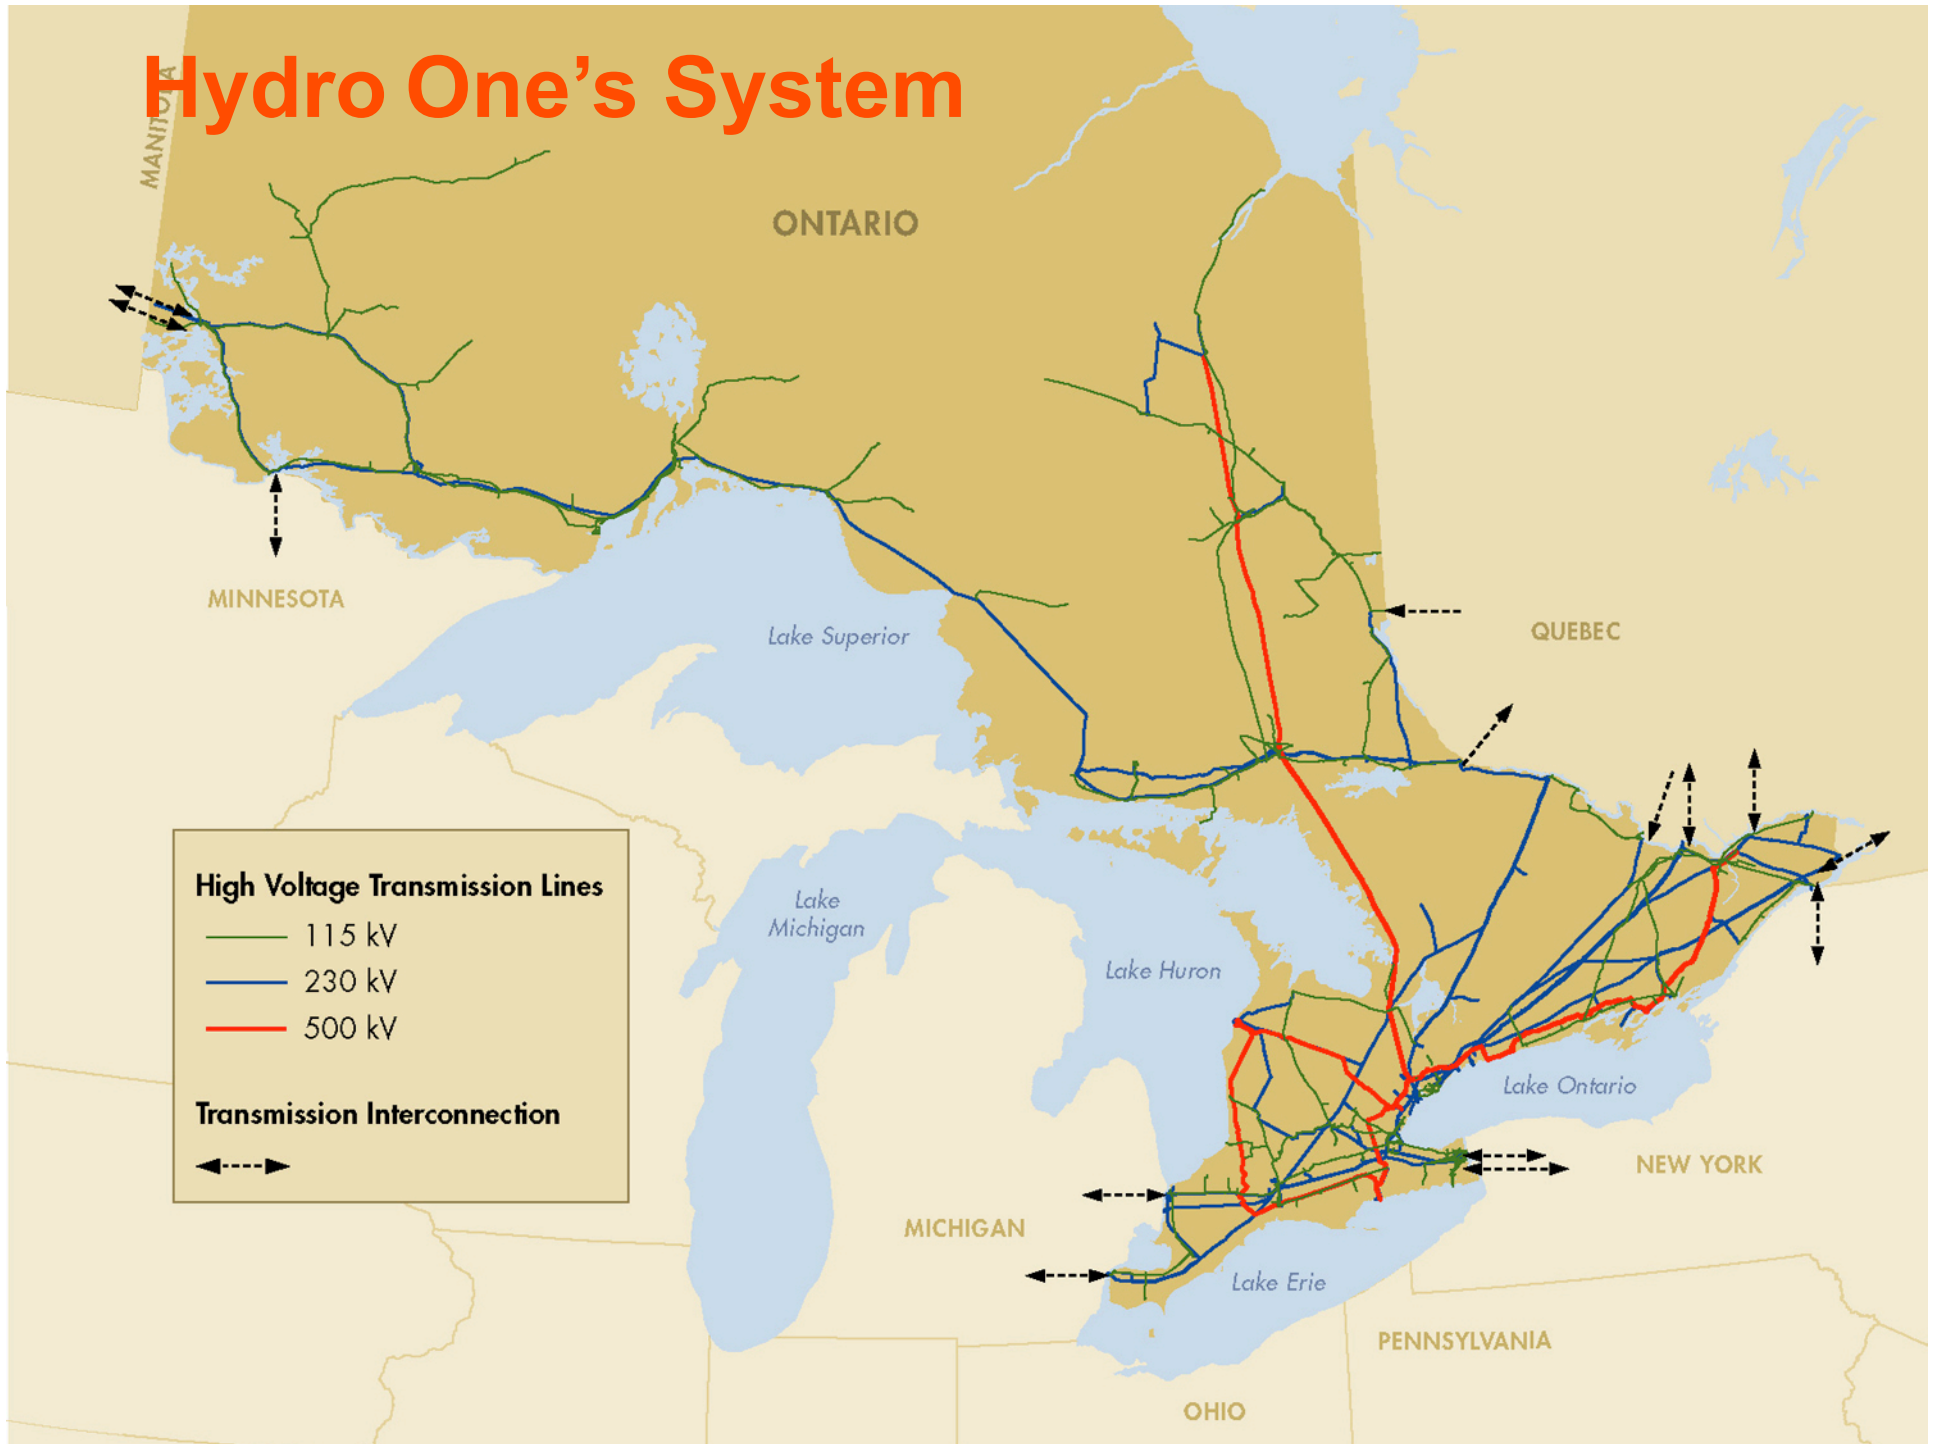 Hydro One’s System
MANITOBA
ONTARIO
MINNESOTA
Lake Superior
QUEBEC
High Voltage Transmission Lines
115 kV
230 kV
500 kV
Transmission Interconnection
Lake
Michigan
Lake Huron
Lake Ontario
NEW YORK
MICHIGAN
Lake Erie
PENNSYLVANIA
OHIO